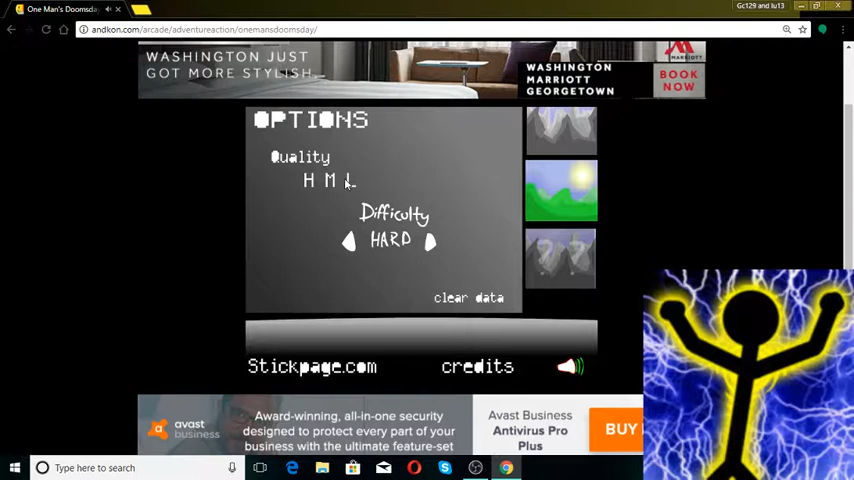 One Man's Doomsday
Gc129 and lu13
andkon.com/arcade/adventureaction/onemansdoomsday/
WASHINGTON JUST
GOT MORE STYLISH.
WASHINGTON
MARRIOTT
GEORGETOWN
Marriott
BOOK
NOW
OPTIONS
Quality
H M L
Difficulty
HARD
clear data
? ?
Stickpage.com
credits
avast
business
Award-winning, all-in-one security
designed to protect every part of your
business with the ultimate feature-set
Avast Business
Antivirus Pro
Plus
BUY
Type here to search